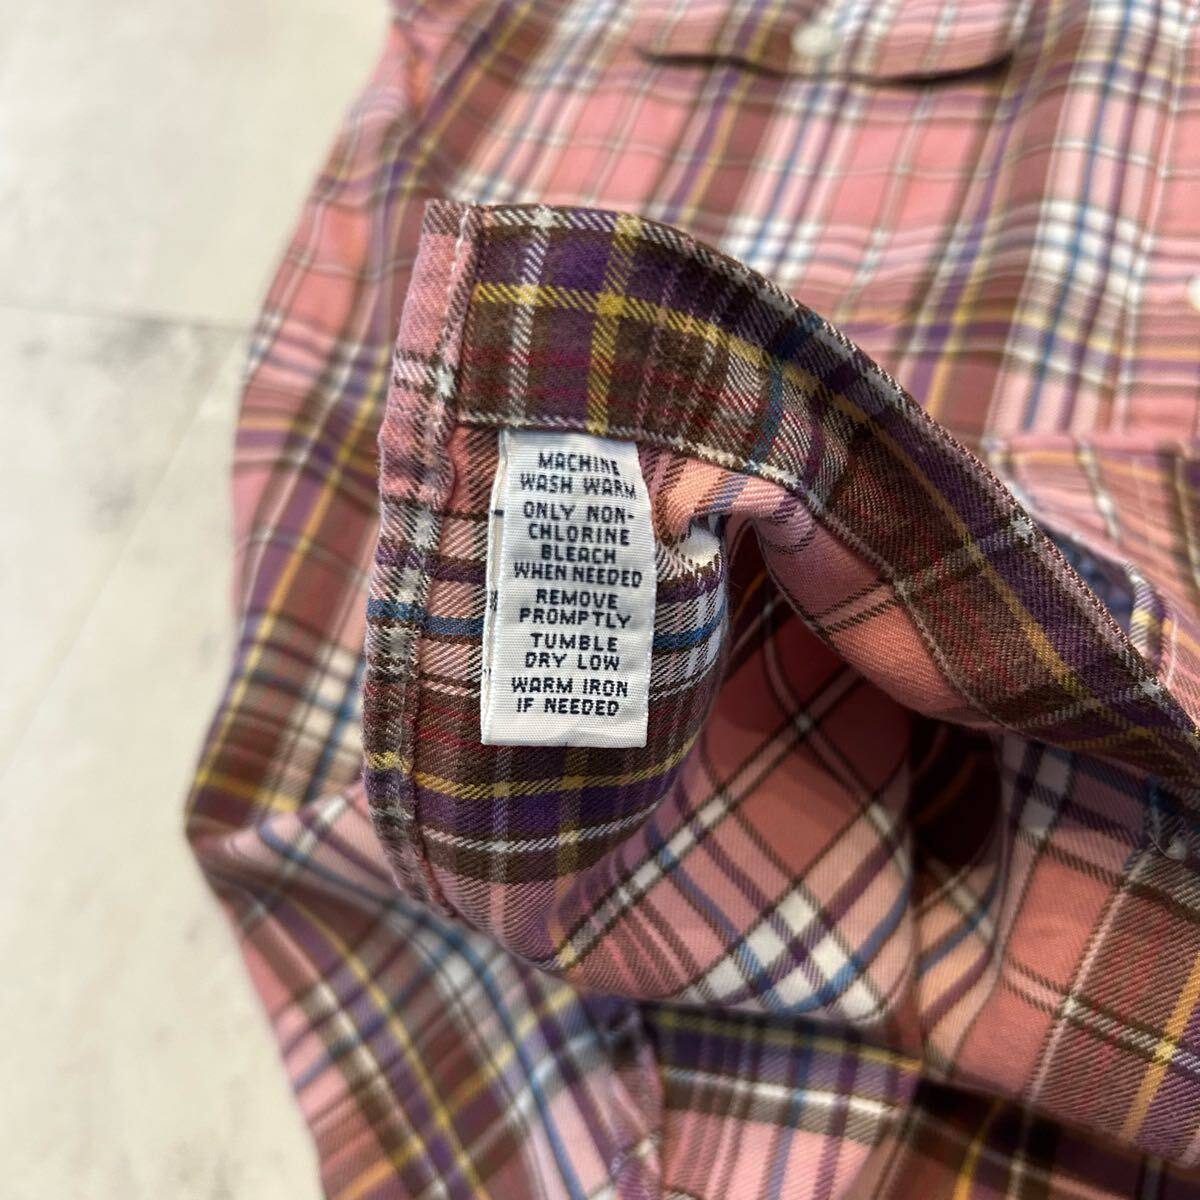 MACHINE
WASH WARM
ONLY NON-
CHLORINE
BLEACH
WHEN NEEDED
REMOVE
PROMPTLY
TUMBLE
DRY LOW
WARM IRON
IF NEEDED